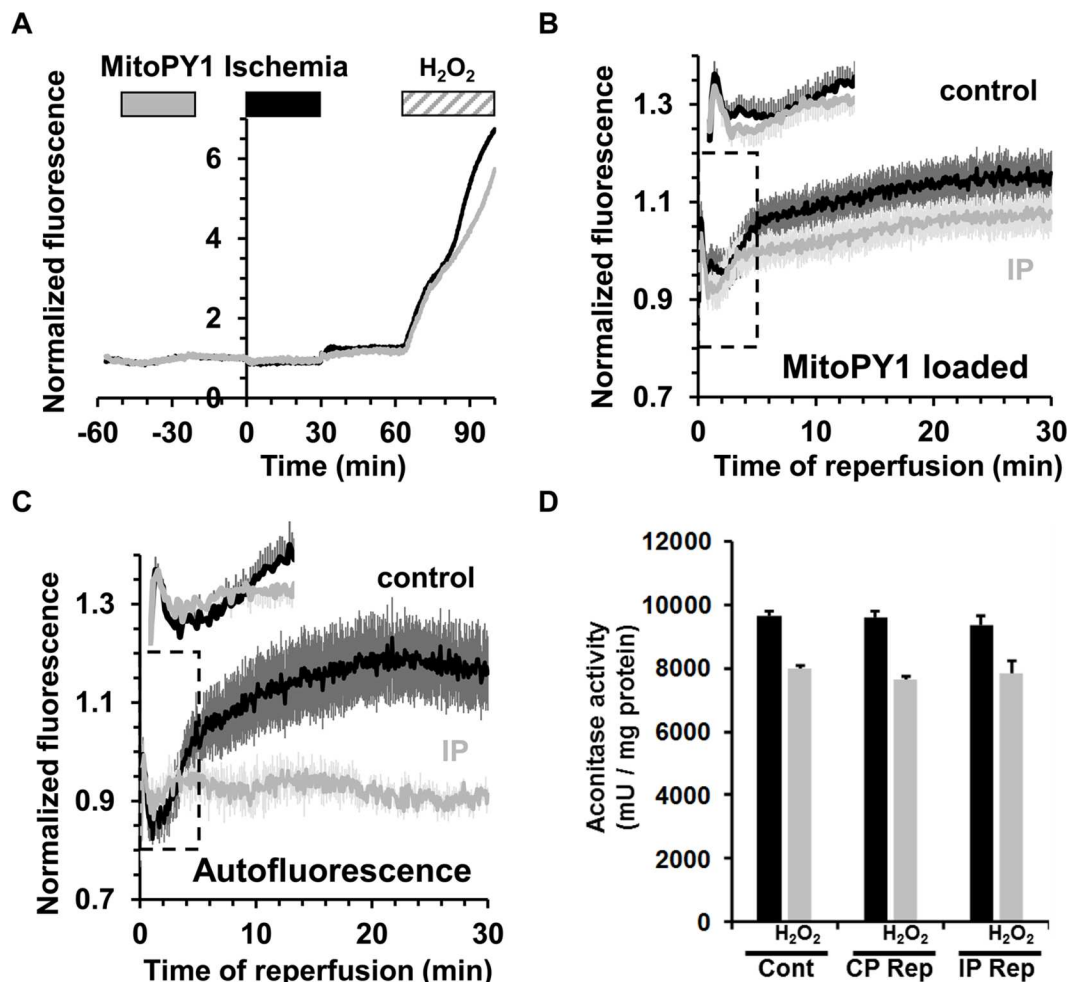 A
MitoPY1 Ischemia H₂O₂
Normalized fluorescence
6
4
2
0
-60 -30 0 30 60 90
Time (min)
B
Normalized fluorescence
1.3
1.1
0.9
0.7
control
IP
MitoPY1 loaded
0 10 20 30
Time of reperfusion (min)
C
Normalized fluorescence
1.3
1.1
0.9
0.7
control
IP
Autofluorescence
0 10 20 30
Time of reperfusion (min)
D
Aconitase activity
(mU / mg protein)
12000
10000
8000
6000
4000
2000
0
H₂O₂ H₂O₂ H₂O₂
Cont CP Rep IP Rep